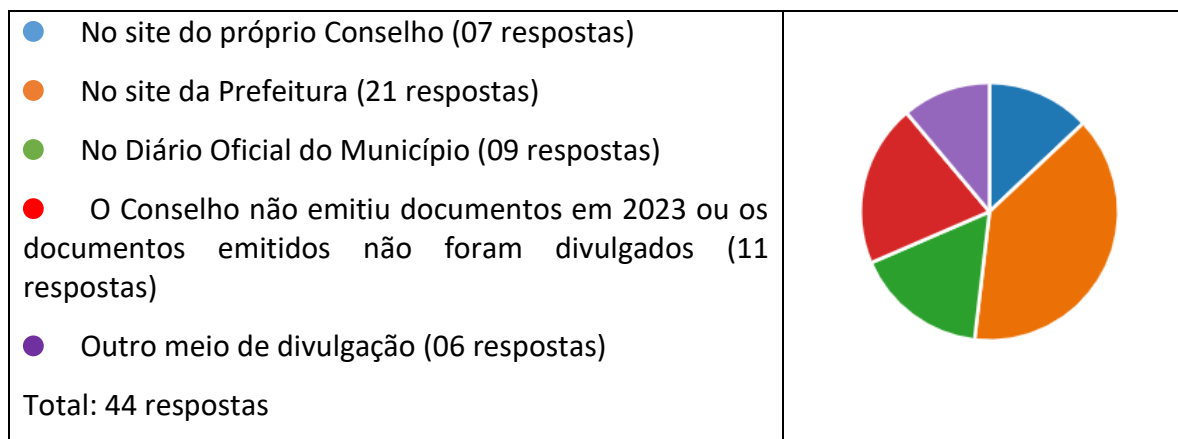 No site do próprio Conselho (07 respostas)
No site da Prefeitura (21 respostas)
No Diário Oficial do Município (09 respostas)
O Conselho não emitiu documentos em 2023 ou os
documentos emitidos não foram divulgados (11
respostas)
Outro meio de divulgação (06 respostas)
Total: 44 respostas